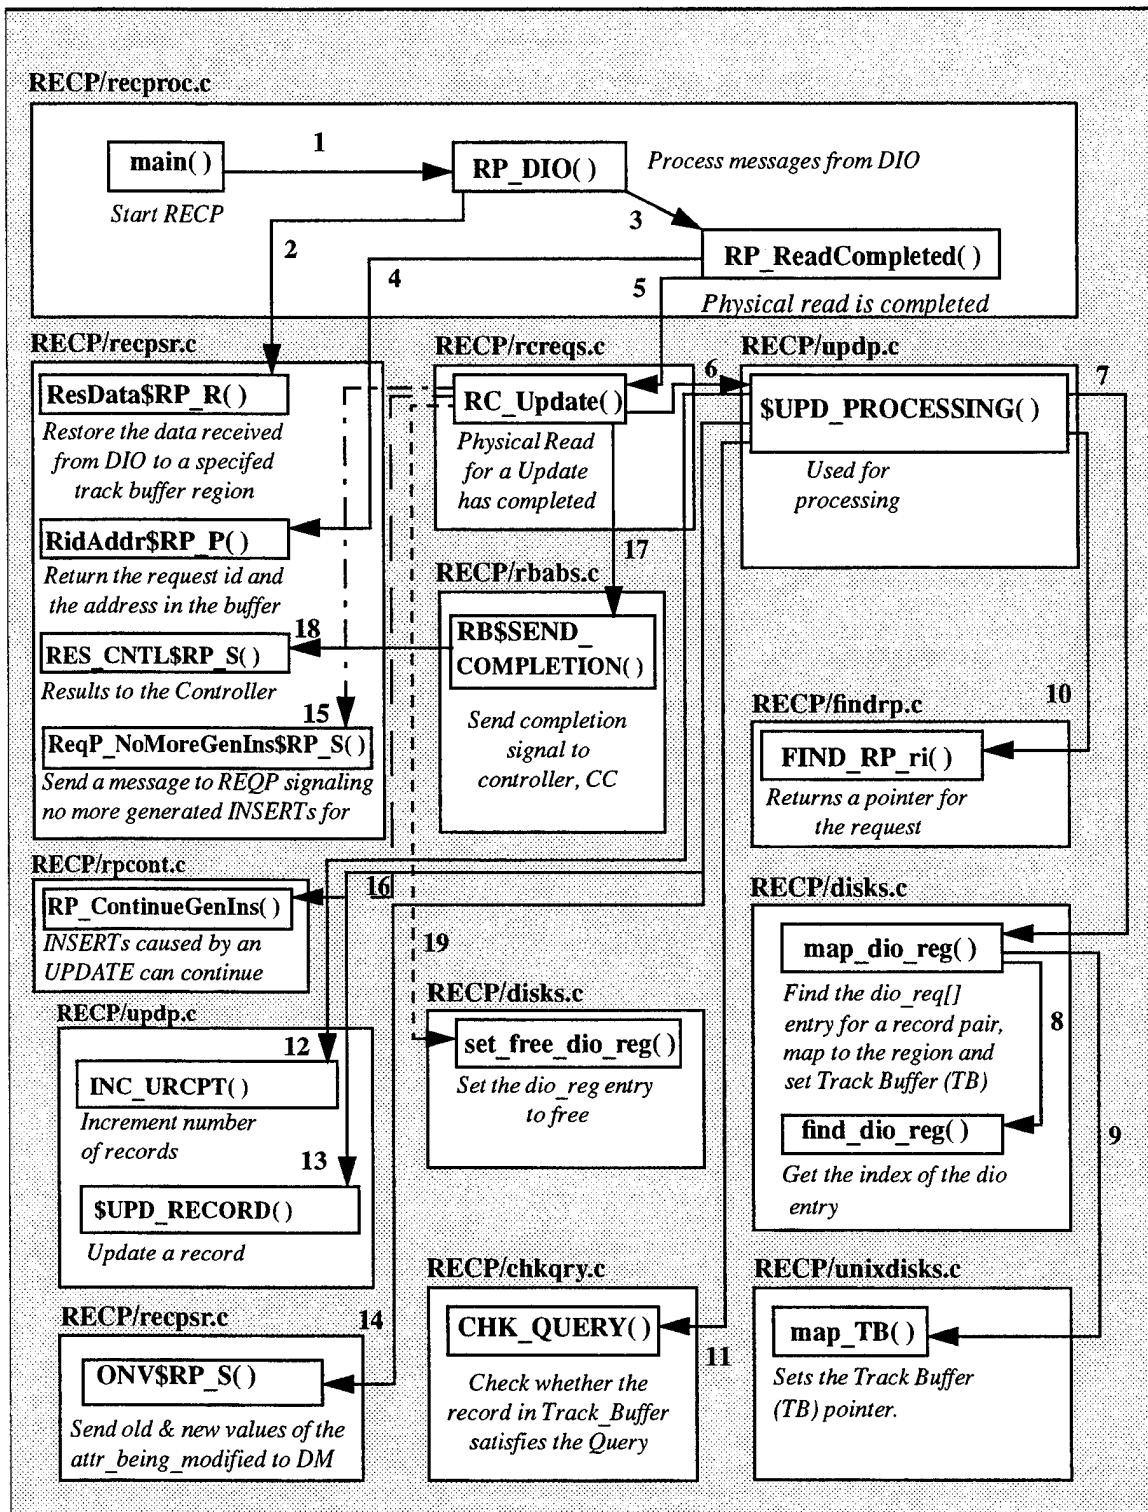 RECP/recproc.c
1
main( )
RP_DIO( )
Process messages from DIO
Start RECP
3
2
4
5
RP_ReadCompleted( )
Physical read is completed
RECP/recpsr.c
ResData$RP_R( )
Restore the data received
from DIO to a specifed
track buffer region
RidAddr$RP_P( )
Return the request id and
the address in the buffer
18
RES_CNTL$RP_S( )
Results to the Controller
15
ReqP_NoMoreGenIns$RP_S( )
Send a message to REQP signaling
no more generated INSERTs for
RECP/rcreqs.c
6
RC_Update( )
Physical Read
for a Update
has completed
17
RECP/updp.c
7
$UPD_PROCESSING( )
Used for
processing
RECP/rbabs.c
RB$SEND_
COMPLETION( )
Send completion
signal to
controller, CC
RECP/findrp.c
10
FIND_RP_ri( )
Returns a pointer for
the request
RECP/rpcont.c
16
RP_ContinueGenIns( )
INSERTs caused by an
UPDATE can continue
19
RECP/disks.c
map_dio_reg( )
Find the dio_req[]
entry for a record pair,
map to the region and
set Track Buffer (TB)
8
find_dio_reg( )
9
Get the index of the dio
entry
RECP/updp.c
12
INC_URCPT( )
Increment number
of records
13
$UPD_RECORD( )
Update a record
RECP/disks.c
set_free_dio_reg( )
Set the dio_reg entry
to free
RECP/recpsr.c
14
ONV$RP_S( )
Send old & new values of the
attr_being_modified to DM
RECP/chkqry.c
CHK_QUERY( )
11
Check whether the
record in Track_Buffer
satisfies the Query
RECP/unixdisks.c
map_TB( )
Sets the Track Buffer
(TB) pointer.